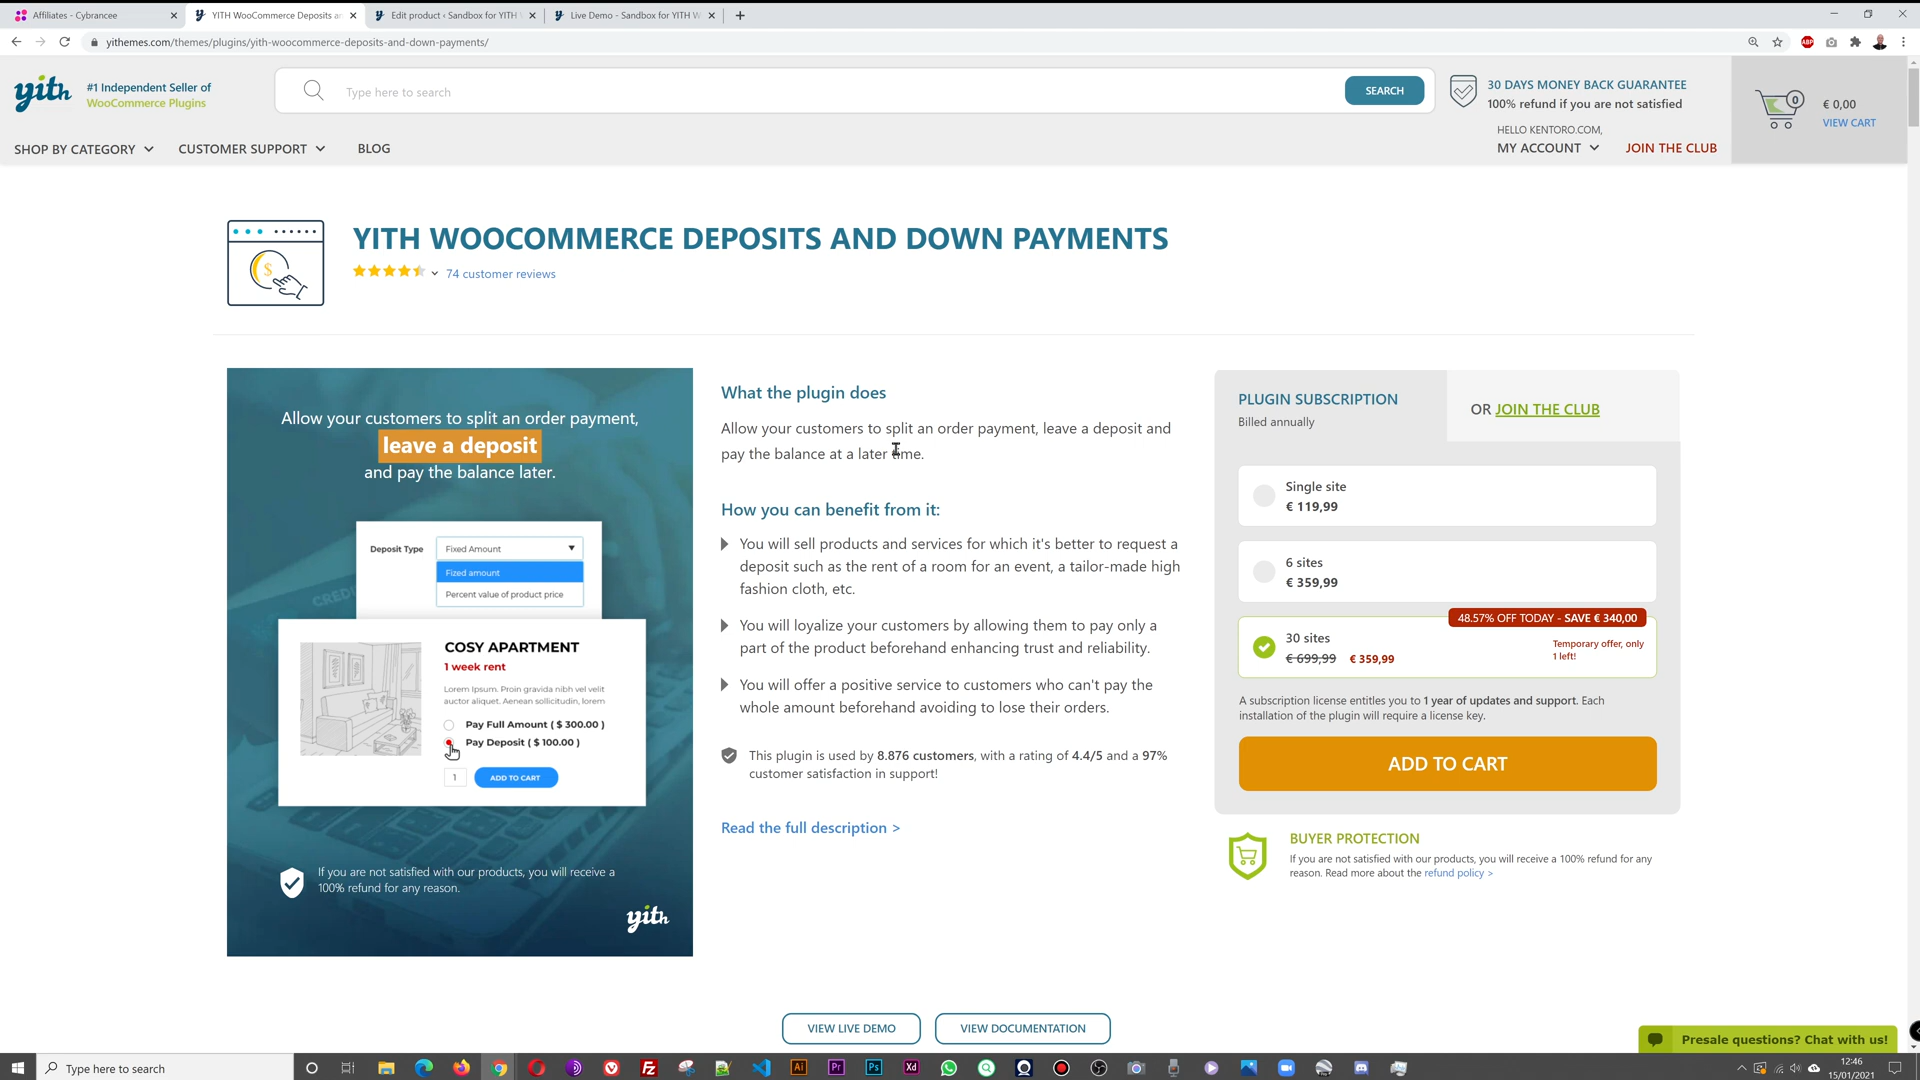 Affiliates - Cybrancee
YITH WooCommerce Deposits an
Edit product ‹ Sandbox for YITH
Live Demo - Sandbox for YITH W
yithemes.com/themes/plugins/yith-woocommerce-deposits-and-down-payments/
yith
#1 Independent Seller of
WooCommerce Plugins
Type here to search
SEARCH
30 DAYS MONEY BACK GUARANTEE
100% refund if you are not satisfied
0
€ 0,00
VIEW CART
HELLO KENTORO.COM,
SHOP BY CATEGORY
CUSTOMER SUPPORT
BLOG
MY ACCOUNT
JOIN THE CLUB
YITH WOOCOMMERCE DEPOSITS AND DOWN PAYMENTS
74 customer reviews
Allow your customers to split an order payment,
leave a deposit
and pay the balance later.
Deposit Type
Fixed Amount
Fized amount
Percent value of product price
COSY APARTMENT
1 week rent
Lorem Ipsum. Proin gravida nibh vel velit
auctor aliquet. Aenean sollicitudin, lorem
Pay Full Amount ( $ 300.00 )
Pay Deposit ( $ 100.00 )
1
ADD TO CART
If you are not satisfied with our products, you will receive a
100% refund for any reason.
yith
What the plugin does
Allow your customers to split an order payment, leave a deposit and
pay the balance at a later time.
How you can benefit from it:
You will sell products and services for which it's better to request a
deposit such as the rent of a room for an event, a tailor-made high
fashion cloth, etc.
You will loyalize your customers by allowing them to pay only a
part of the product beforehand enhancing trust and reliability.
You will offer a positive service to customers who can't pay the
whole amount beforehand avoiding to lose their orders.
This plugin is used by 8.876 customers, with a rating of 4.4/5 and a 97%
customer satisfaction in support!
Read the full description >
PLUGIN SUBSCRIPTION
Billed annually
OR JOIN THE CLUB
Single site
€ 119,99
6 sites
€ 359,99
48.57% OFF TODAY - SAVE € 340,00
30 sites
€ 699,99 € 359,99
Temporary offer, only
1 left!
A subscription license entitles you to 1 year of updates and support. Each
installation of the plugin will require a license key.
ADD TO CART
BUYER PROTECTION
If you are not satisfied with our products, you will receive a 100% refund for any
reason. Read more about the refund policy >
VIEW LIVE DEMO
VIEW DOCUMENTATION
Presale questions? Chat with us!
Type here to search
12:46
15/01/2021